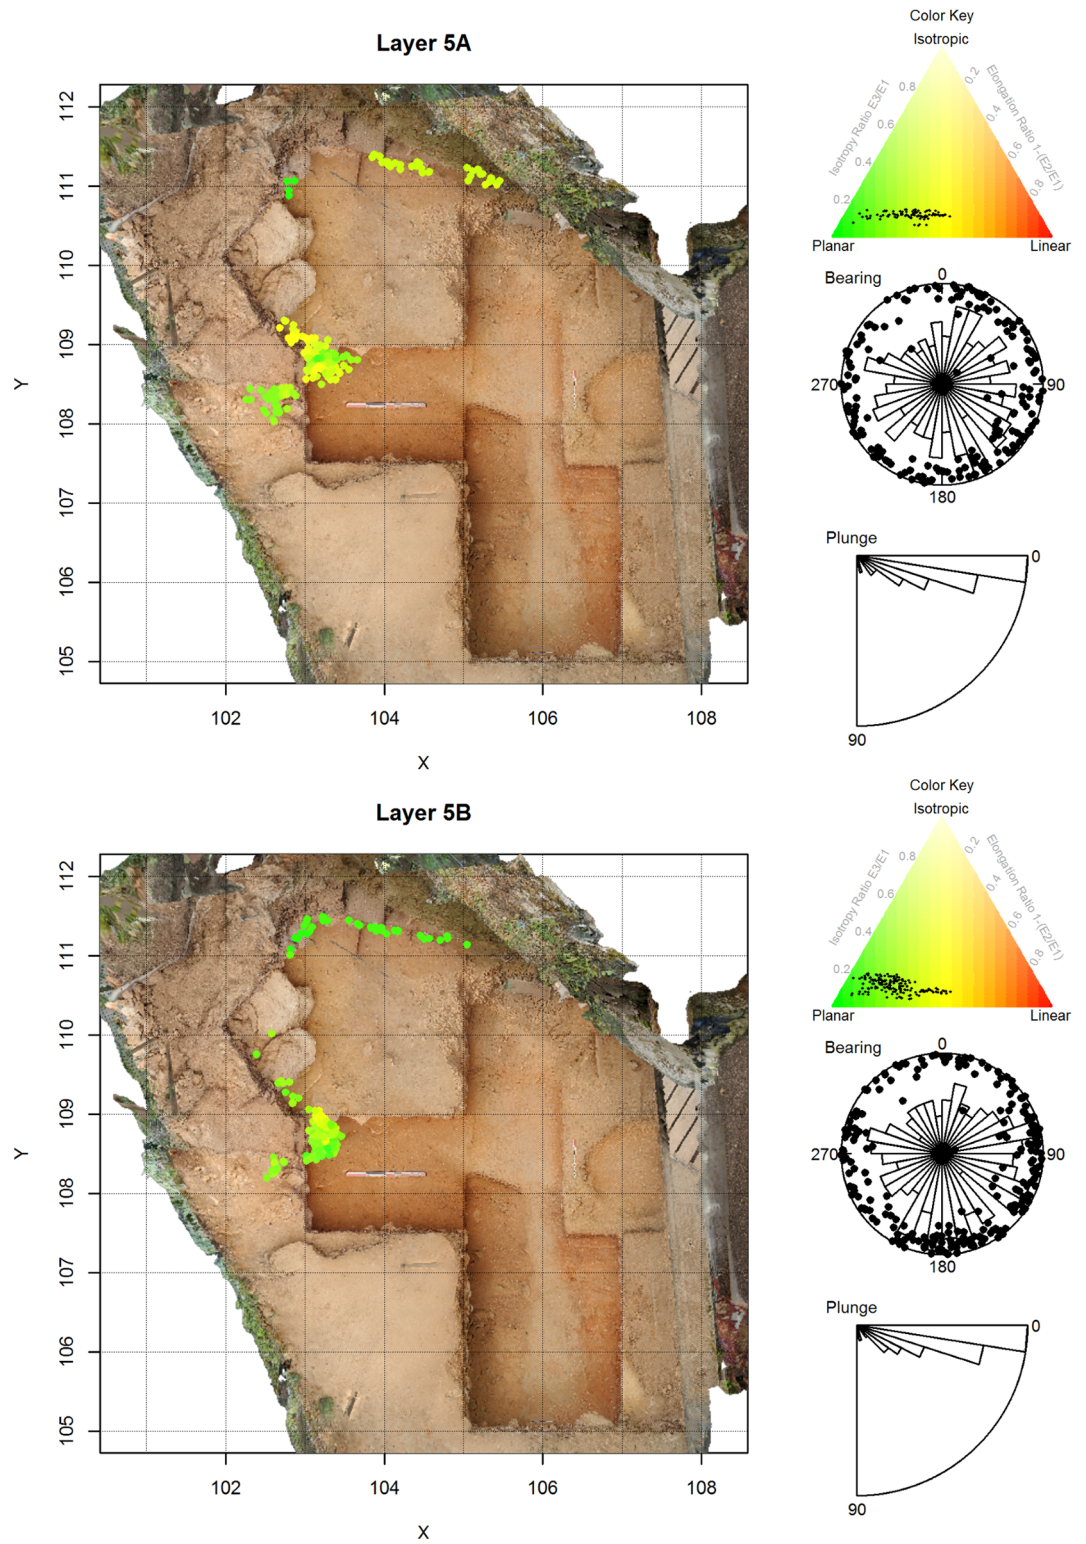 Layer 5A
Y
112
111
110
109
108
107
106
105
102 104 106 108
X
Color Key
Isotropic
Isotropy Ratio E3/E1
0.8
0.6
0.4
0.2
Elongation Ratio 1-(E2/E1)
0.2
0.4
0.6
0.8
Planar Linear
Bearing
0
270 90
180
Plunge
0
90
Layer 5B
Y
112
111
110
109
108
107
106
105
102 104 106 108
X
Color Key
Isotropic
Isotropy Ratio E3/E1
0.8
0.6
0.4
0.2
Elongation Ratio 1-(E2/E1)
0.2
0.4
0.6
0.8
Planar Linear
Bearing
0
270 90
180
Plunge
0
90